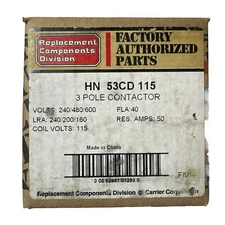 Replacement
Components
Division
FACTORY
AUTHORIZED
PARTS
HN 53CD 115
3 POLE CONTACTOR
VOLTS: 240/480/600 FLA:40
LRA: 240/200/160 RES. AMPS: 50
COIL VOLTS: 115
Made in China
Replacement Components Division © Carrier Corpor